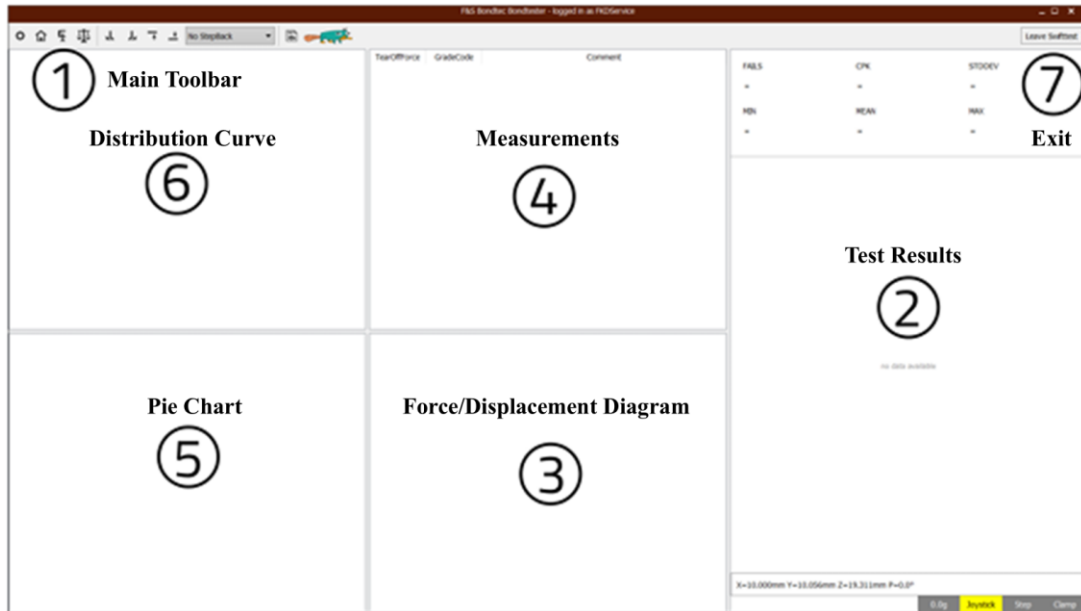 F&S Bondtec Bondtester - logged in as FKDService
No StepBack
Leave Swifttest
① Main Toolbar
TearOffForce GradeCode Comment
FAILS CPK STDDEV
- - -
MIN MEAN MAX
- - -
⑦
Exit
Distribution Curve
⑥
Measurements
④
Test Results
②
no data available
Pie Chart
⑤
Force/Displacement Diagram
③
X=10.000mm Y=10.056mm Z=19.311mm P=0.0°
0.0g Joystick Step Clamp